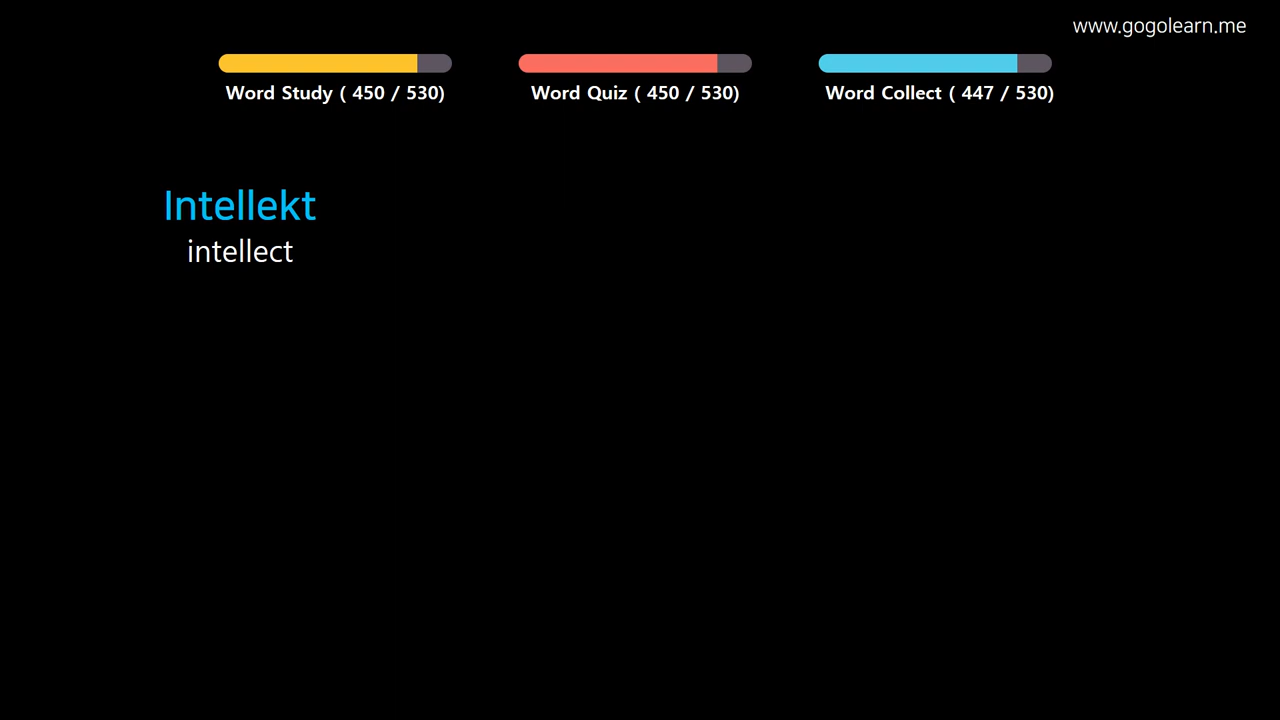 www.gogolearn.me
Word Study ( 450 / 530)
Word Quiz ( 450 / 530)
Word Collect ( 447 / 530)
Intellekt
intellect